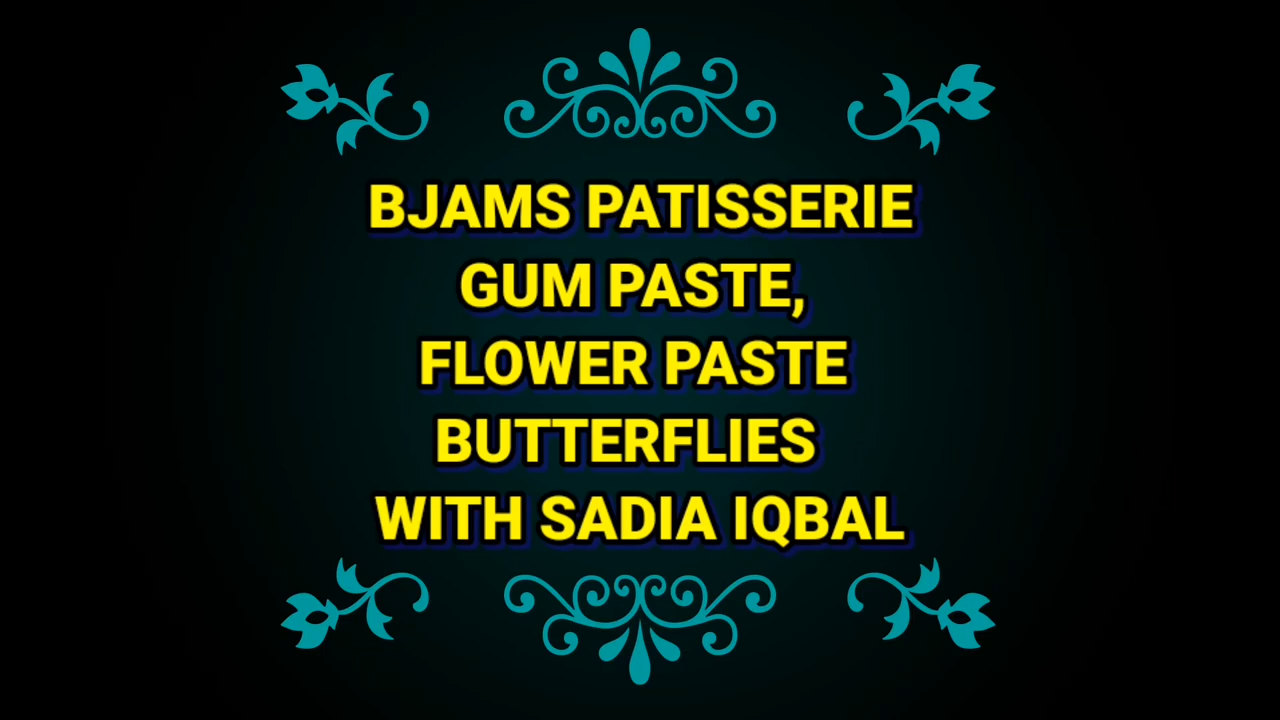 BJAMS PATISSERIE
GUM PASTE,
FLOWER PASTE
BUTTERFLIES
WITH SADIA IQBAL